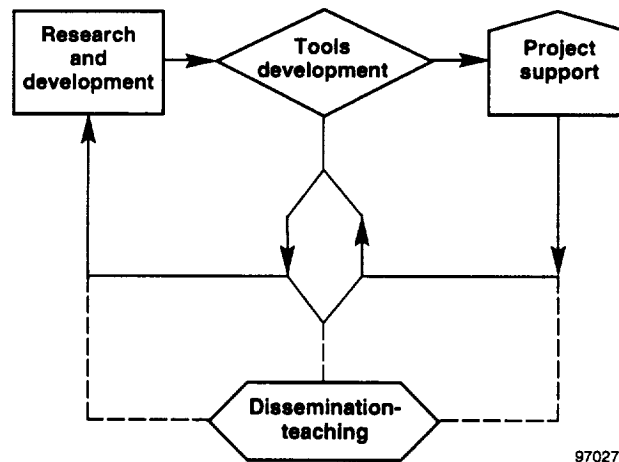 Research
and
development
Tools
development
Project
support
Dissemination-
teaching
97027